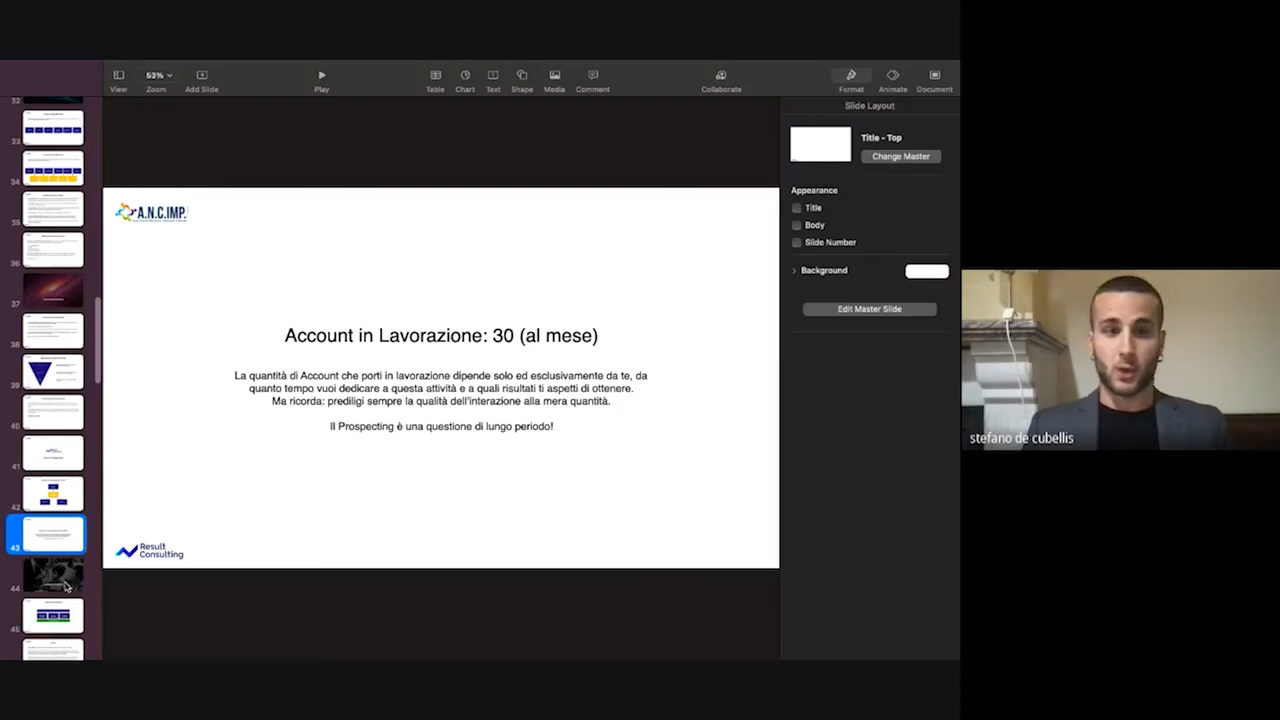 View
53%
Zoom
Add Slide
Play
Table
Chart
Text
Shape
Media
Comment
Collaborate
Format
Animate
Document
Slide Layout
Title - Top
Change Master
Appearance
Title
Body
Slide Number
Background
Edit Master Slide
32
33
34
35
36
37
38
39
40
41
42
43
44
45
A.N.C.IMP.
Account in Lavorazione: 30 (al mese)
La quantità di Account che porti in lavorazione dipende solo ed esclusivamente da te, da
quanto tempo vuoi dedicare a questa attività e a quali risultati ti aspetti di ottenere.
Ma ricorda: prediligi sempre la qualità dell'interazione alla mera quantità.
Il Prospecting è una questione di lungo periodo!
Result
Consulting
stefano de cubellis